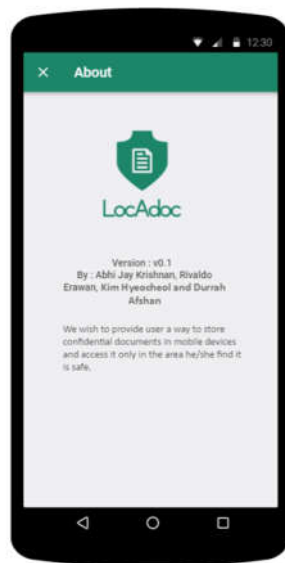 12:30
× About
LocAdoc
Version : v0.1
By : Abhi Jay Krishnan, Rivaldo
Erawan, Kim Hyeocheol and Durrah
Afshan
We wish to provide user a way to store
confidential documents in mobile devices
and access it only in the area he/she find it
is safe.